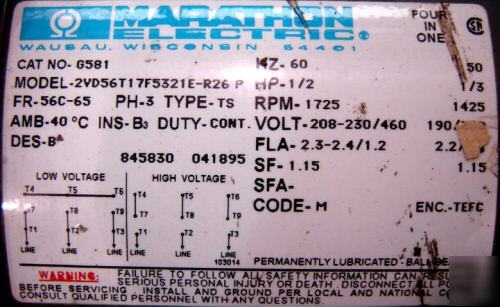 MARATHON
ELECTRIC®
WAUSAU, WISCONSIN 54401
FOUR
IN
ONE
SA
CAT NO- G581 HZ- 60 50
MODEL-2VD56T17F5321E-R26 P HP-1/2 1/3
FR-56C-65 PH-3 TYPE-TS RPM-1725 1425
AMB-40 °C INS-B3 DUTY-CONT. VOLT-208-230/460 190/
DES-B FLA- 2.3-2.4/1.2 2.2/
SF-1.15 1.15
845830 041895 SFA-
CODE-M ENC.-TEFC
LOW VOLTAGE HIGH VOLTAGE
T4 T5 T6 T4 T5 T6
T7 T8 T9 T7 T8 T9
T1 T2 T3 T1 T2 T3
LINE LINE LINE LINE LINE LINE
103014
PERMANENTLY LUBRICATED- BALL
WARNING: FAILURE TO FOLLOW ALL SAFETY INFORMATION CAN
SERIOUS PERSONAL INJURY OR DEATH. DISCONNECT ALL
BEFORE SERVICING. INSTALL AND GROUND PER LOCAL AND NATIONAL
CONSULT QUALIFIED PERSONNEL WITH ANY QUESTIONS OR